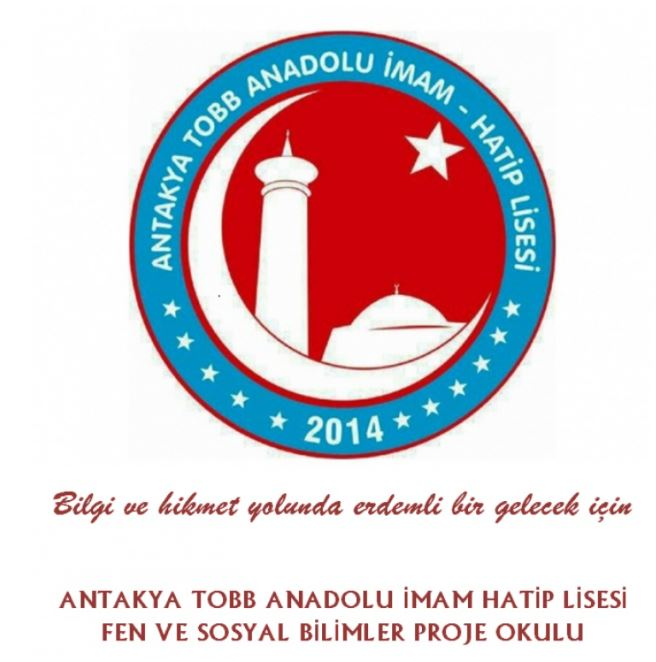 ANTAKYA TOBB ANADOLU İMAM - HATİP LİSESİ
2014
Bilgi ve hikmet yolunda erdemli bir gelecek için
ANTAKYA TOBB ANADOLU İMAM HATİP LİSESİ
FEN VE SOSYAL BİLİMLER PROJE OKULU